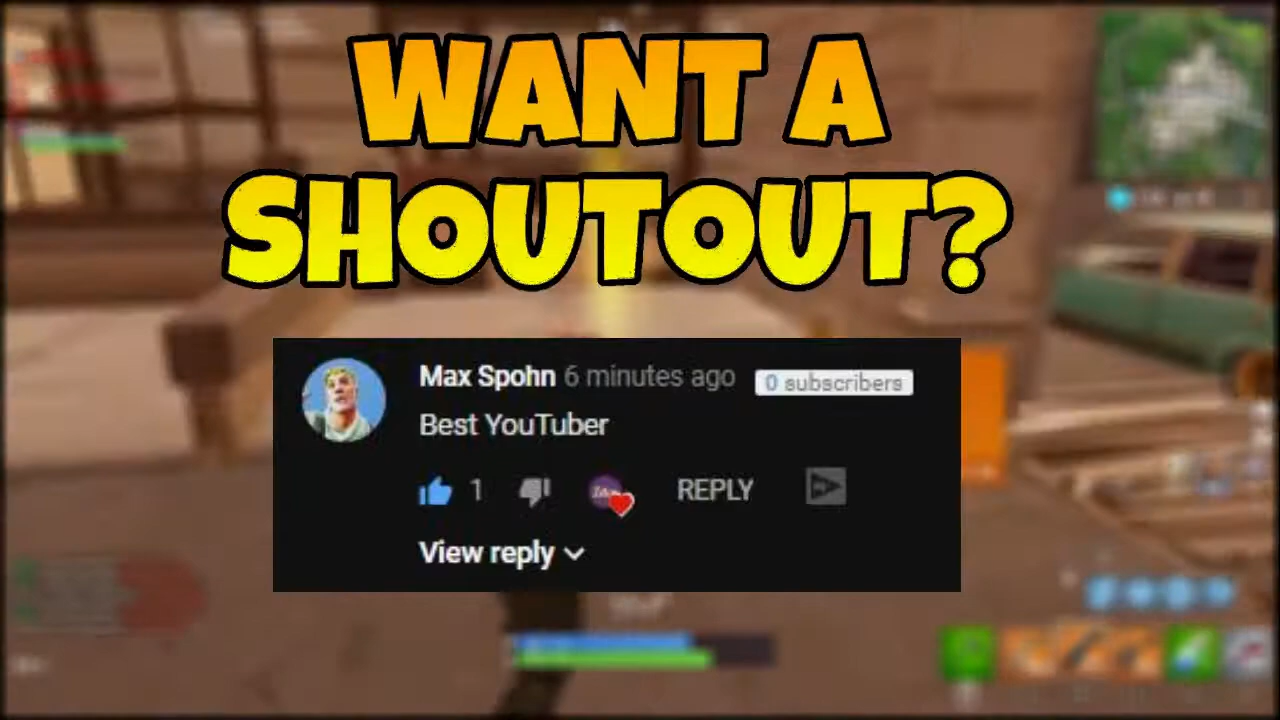 WANT A
SHOUTOUT?
Max Spohn 6 minutes ago 0 subscribers
Best YouTuber
1 REPLY
View reply